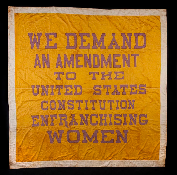 WE DEMAND
AN AMENDMENT
TO THE
UNITED STATES
CONSTITUTION
ENFRANCHISING
WOMEN